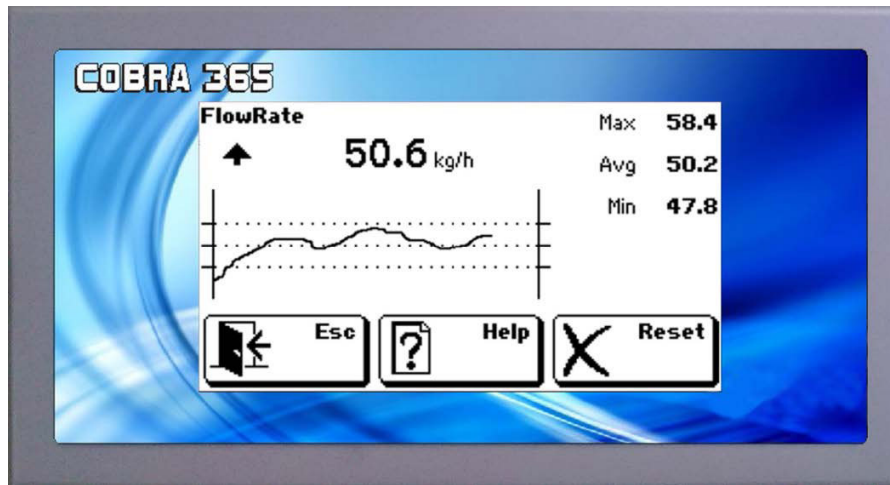 COBRA 365
FlowRate
50.6 kg/h
Max 58.4
Avg 50.2
Min 47.8
Esc
Help
Reset